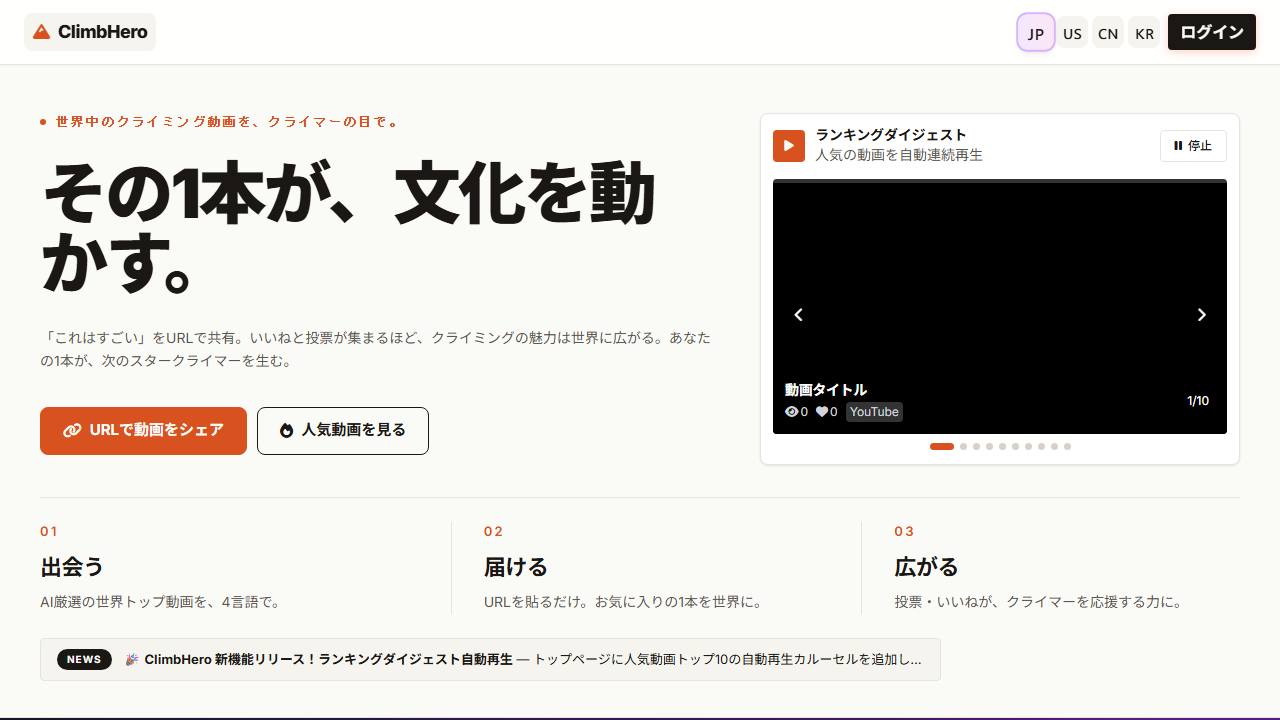 ClimbHero
JP US CN KR ログイン
世界中のクライミング動画を、クライマーの目で。
その1本が、文化を動
かす。
「これはすごい」をURLで共有。いいねと投票が集まるほど、クライミングの魅力は世界に広がる。あなた
の1本が、次のスタークライマーを生む。
URLで動画をシェア
人気動画を見る
ランキングダイジェスト
人気の動画を自動連続再生
停止
動画タイトル
0 0 YouTube
1/10
01
出会う
AI厳選の世界トップ動画を、4言語で。
02
届ける
URLを貼るだけ。お気に入りの1本を世界に。
03
広がる
投票・いいねが、クライマーを応援する力に。
NEWS 🎉 ClimbHero 新機能リリース！ランキングダイジェスト自動再生 — トップページに人気動画トップ10の自動再生カルーセルを追加し...